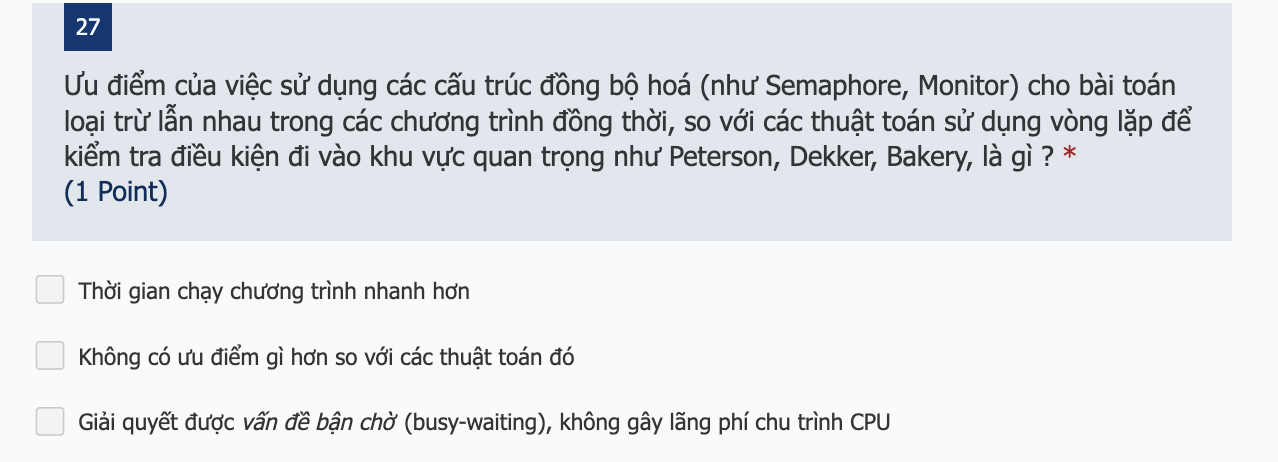 27
Ưu điểm của việc sử dụng các cấu trúc đồng bộ hoá (như Semaphore, Monitor) cho bài toán
loại trừ lẫn nhau trong các chương trình đồng thời, so với các thuật toán sử dụng vòng lặp để
kiểm tra điều kiện đi vào khu vực quan trọng như Peterson, Dekker, Bakery, là gì ? *
(1 Point)
Thời gian chạy chương trình nhanh hơn
Không có ưu điểm gì hơn so với các thuật toán đó
Giải quyết được vấn đề bận chờ (busy-waiting), không gây lãng phí chu trình CPU